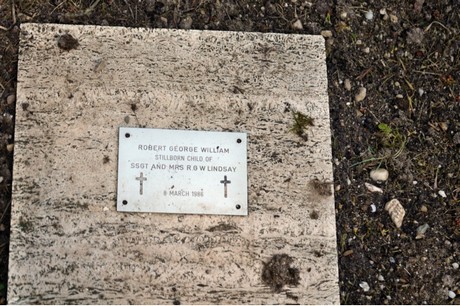 ROBERT GEORGE WILLIAM
STILLBORN CHILD OF
SSGT AND MRS R B W LINDSAY
8 MARCH 1986